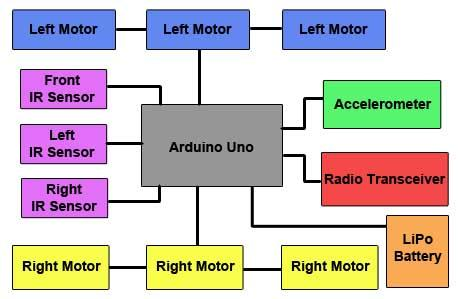 Left Motor
Left Motor
Left Motor
Front
IR Sensor
Left
IR Sensor
Right
IR Sensor
Arduino Uno
Accelerometer
Radio Transceiver
LiPo
Battery
Right Motor
Right Motor
Right Motor